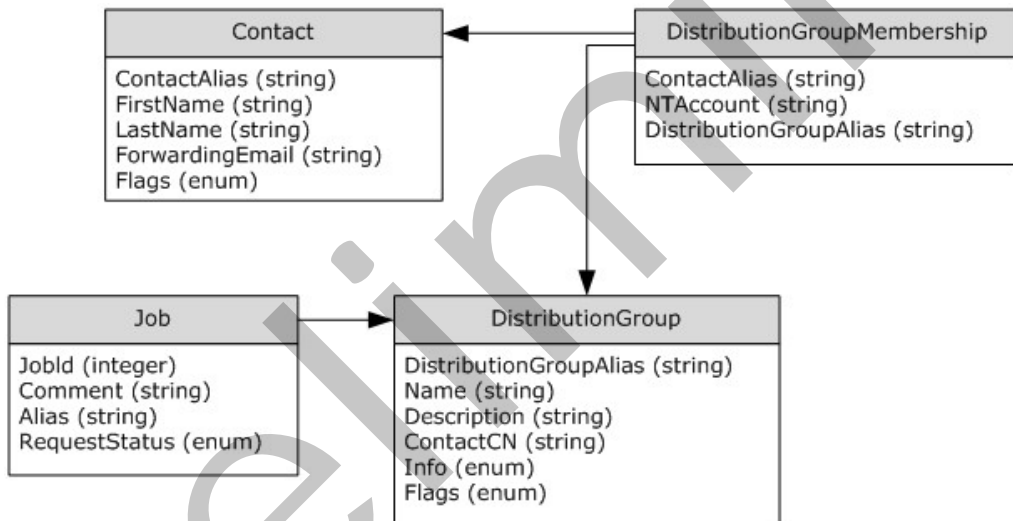 Contact
ContactAlias (string)
FirstName (string)
LastName (string)
ForwardingEmail (string)
Flags (enum)
DistributionGroupMembership
ContactAlias (string)
NTAccount (string)
DistributionGroupAlias (string)
Job
JobId (integer)
Comment (string)
Alias (string)
RequestStatus (enum)
DistributionGroup
DistributionGroupAlias (string)
Name (string)
Description (string)
ContactCN (string)
Info (enum)
Flags (enum)